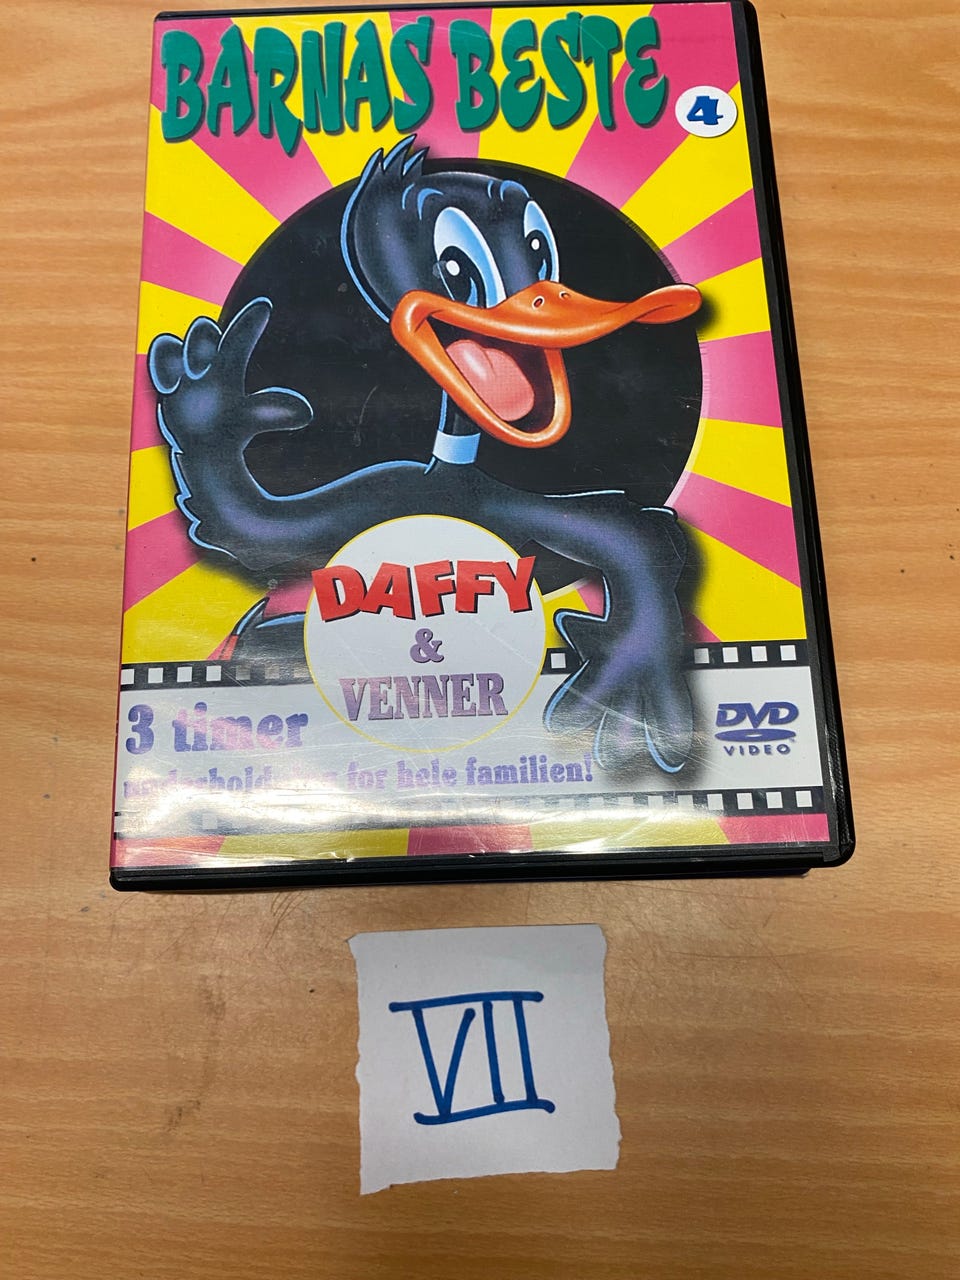 BARNAS BESTE
4
DAFFY
&
VENNER
3 timer
underholdning for hele familien!
DVD
VIDEO
VII